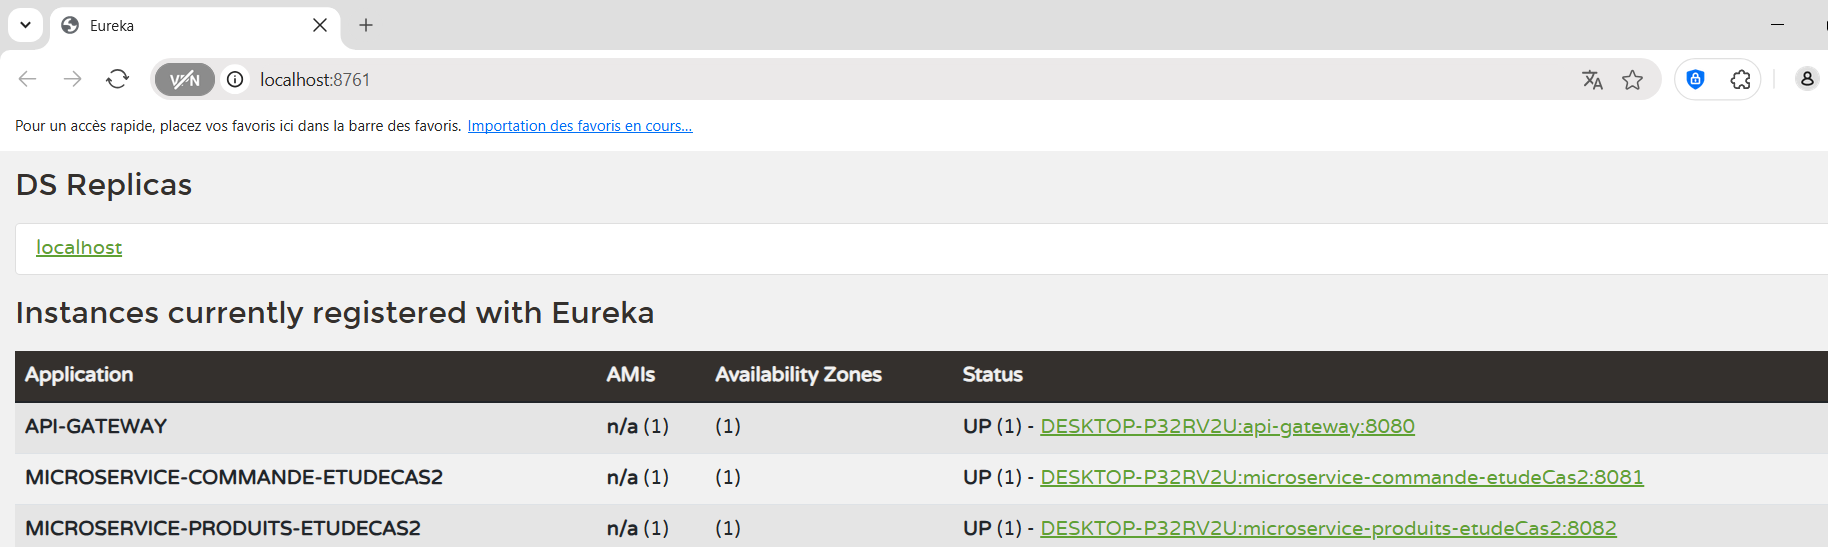 Eureka
VPN
localhost:8761
Pour un accès rapide, placez vos favoris ici dans la barre des favoris. Importation des favoris en cours...
DS Replicas
localhost
Instances currently registered with Eureka
Application AMIs Availability Zones Status
API-GATEWAY n/a (1) (1) UP (1) - DESKTOP-P32RV2U:api-gateway:8080
MICROSERVICE-COMMANDE-ETUDECAS2 n/a (1) (1) UP (1) - DESKTOP-P32RV2U:microservice-commande-etudeCas2:8081
MICROSERVICE-PRODUITS-ETUDECAS2 n/a (1) (1) UP (1) - DESKTOP-P32RV2U:microservice-produits-etudeCas2:8082